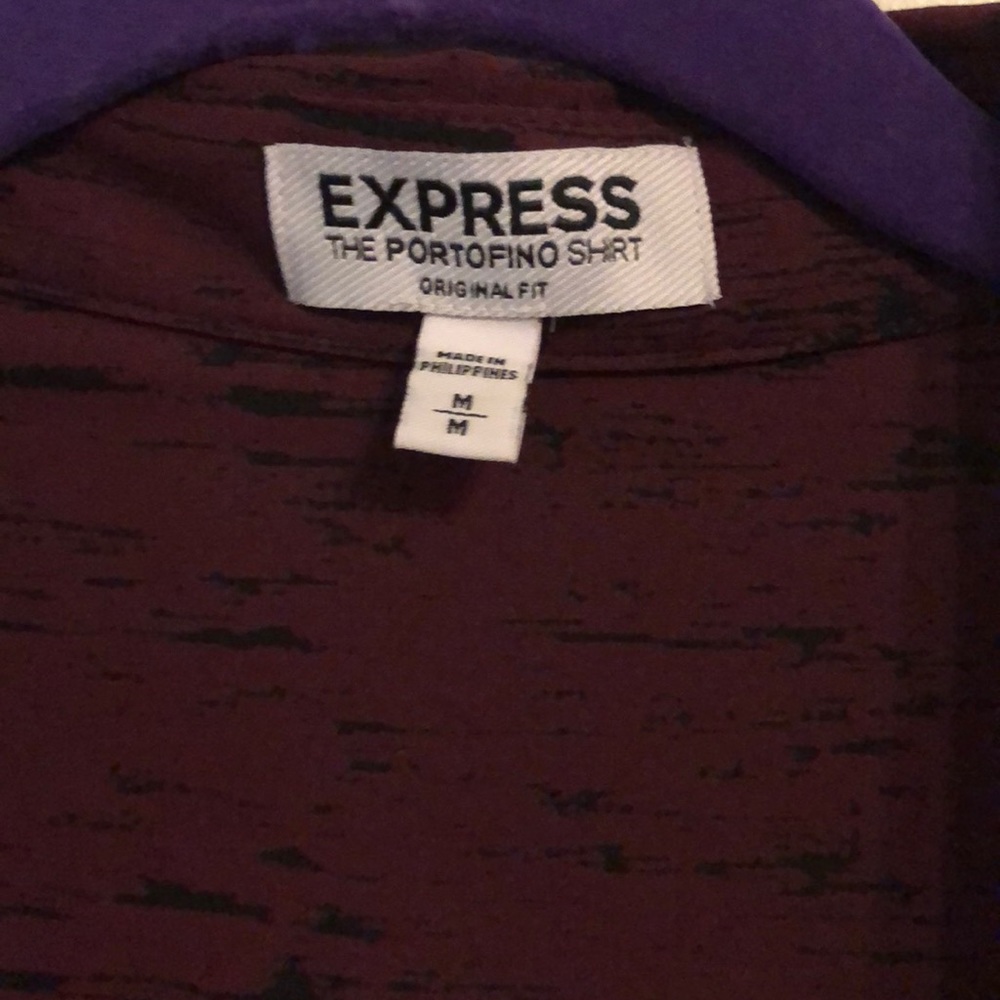 EXPRESS
THE PORTOFINO SHIRT
ORIGINAL FIT
MADE IN
PHILIPPINES
M
M